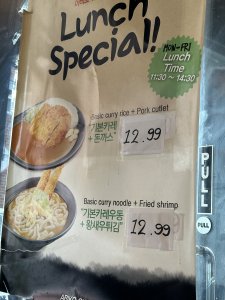 Lunch
Special!
MON-FRI
Lunch
Time
11:30 ~ 14:30
Basic curry rice + Pork cutlet
"기본카레
+ 돈까스"
12.99
PULL
PULL
Basic curry noodle + Fried shrimp
"기본카레우동
+ 왕새우튀김"
12.99